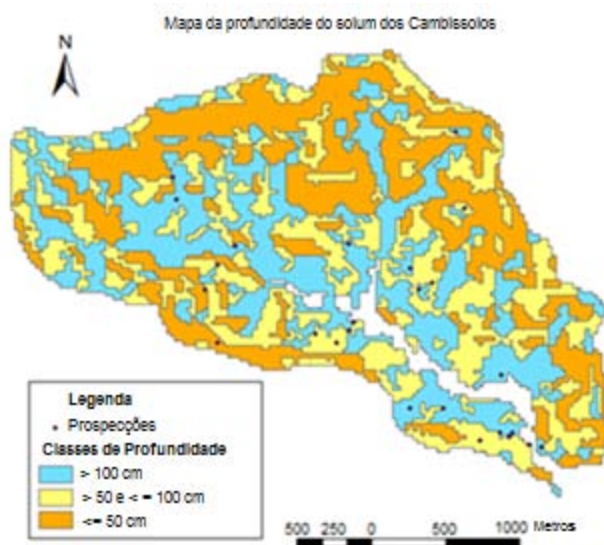 Mapa da profundidade do solum dos Cambissolos
N
Legenda
Prospecções
Classes de Profundidade
> 100 cm
> 50 e <= 100 cm
<= 50 cm
500 250 0 500 1000 Metros